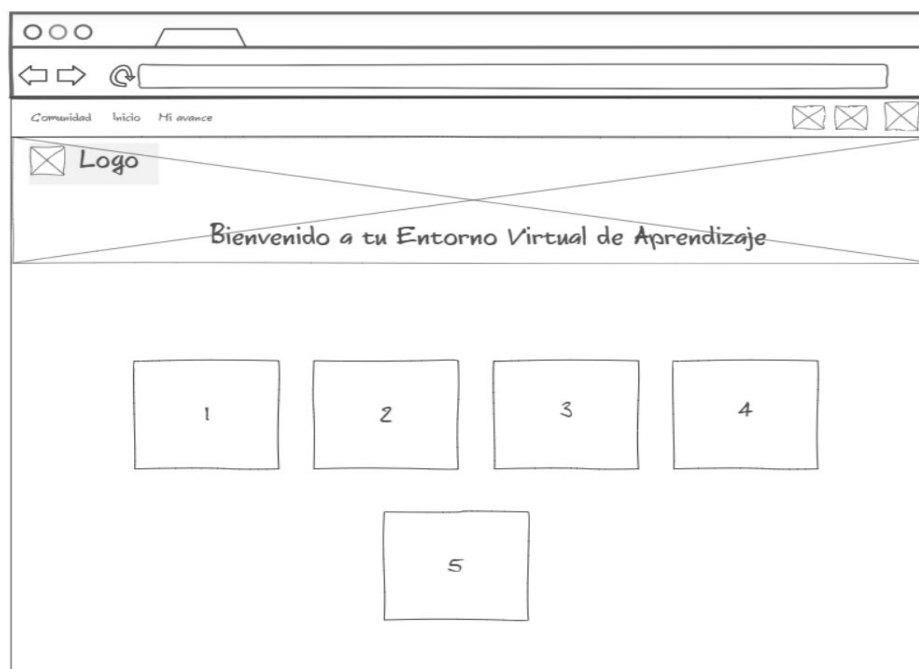 Comunidad Inicio Mi avance
Logo
Bienvenido a tu Entorno Virtual de Aprendizaje
1 2 3 4
5